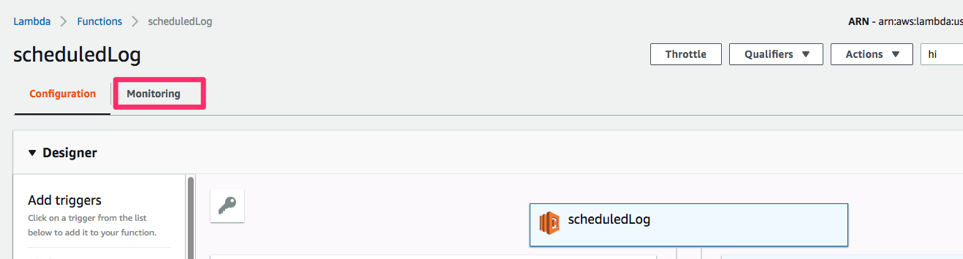 Lambda > Functions > scheduledLog
ARN - arn:aws:lambda:us
scheduledLog
Throttle Qualifiers Actions hi
Configuration Monitoring
Designer
Add triggers
Click on a trigger from the list
below to add it to your function.
scheduledLog